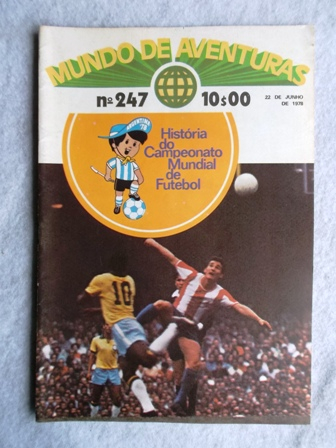 MUNDO DE AVENTURAS
nº 247
10$00
22 DE JUNHO
DE 1978
História
do
Campeonato
Mundial
de
Futebol
10